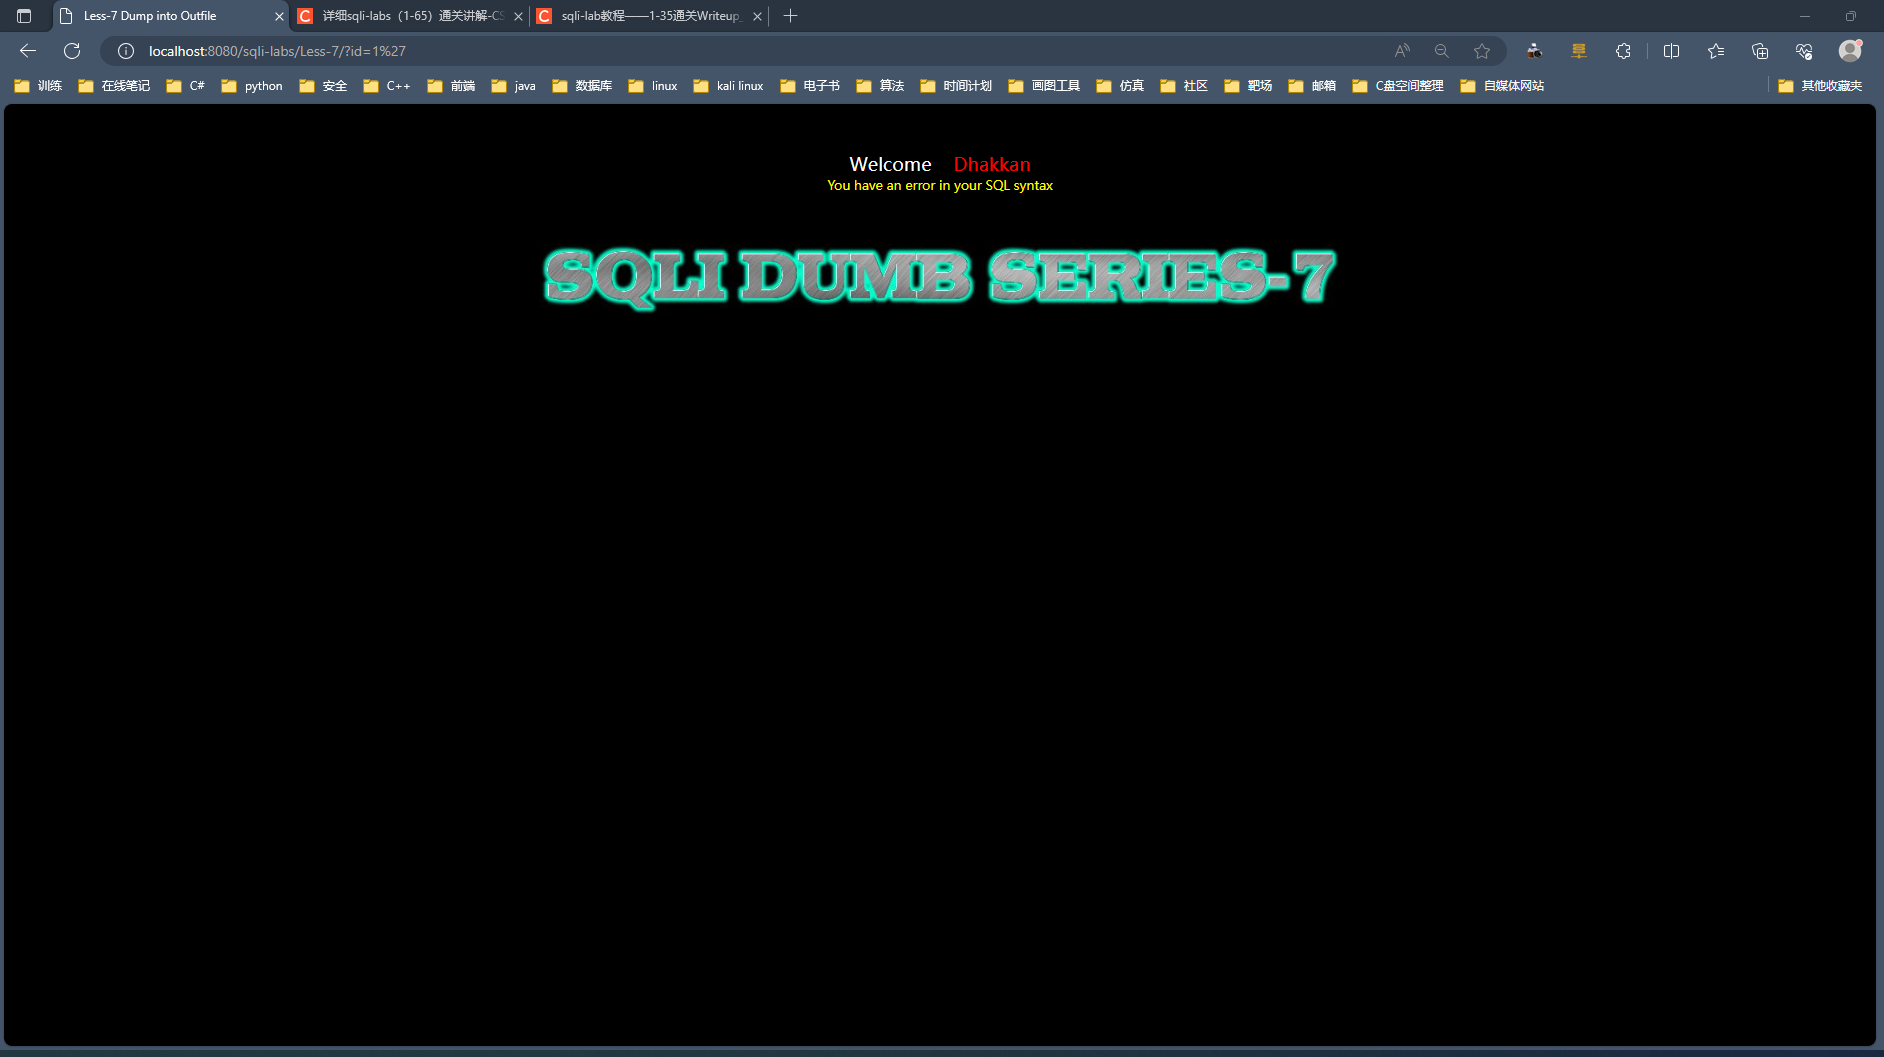 Less-7 Dump into Outfile
详细sqli-labs（1-65）通关讲解-CS
sqli-lab教程——1-35通关Writeup_
localhost:8080/sqli-labs/Less-7/?id=1%27
训练 在线笔记 C# python 安全 C++ 前端 java 数据库 linux kali linux 电子书 算法 时间计划 画图工具 仿真 社区 靶场 邮箱 C盘空间整理 自媒体网站 其他收藏夹
Welcome Dhakkan
You have an error in your SQL syntax
SQLI DUMB SERIES-7